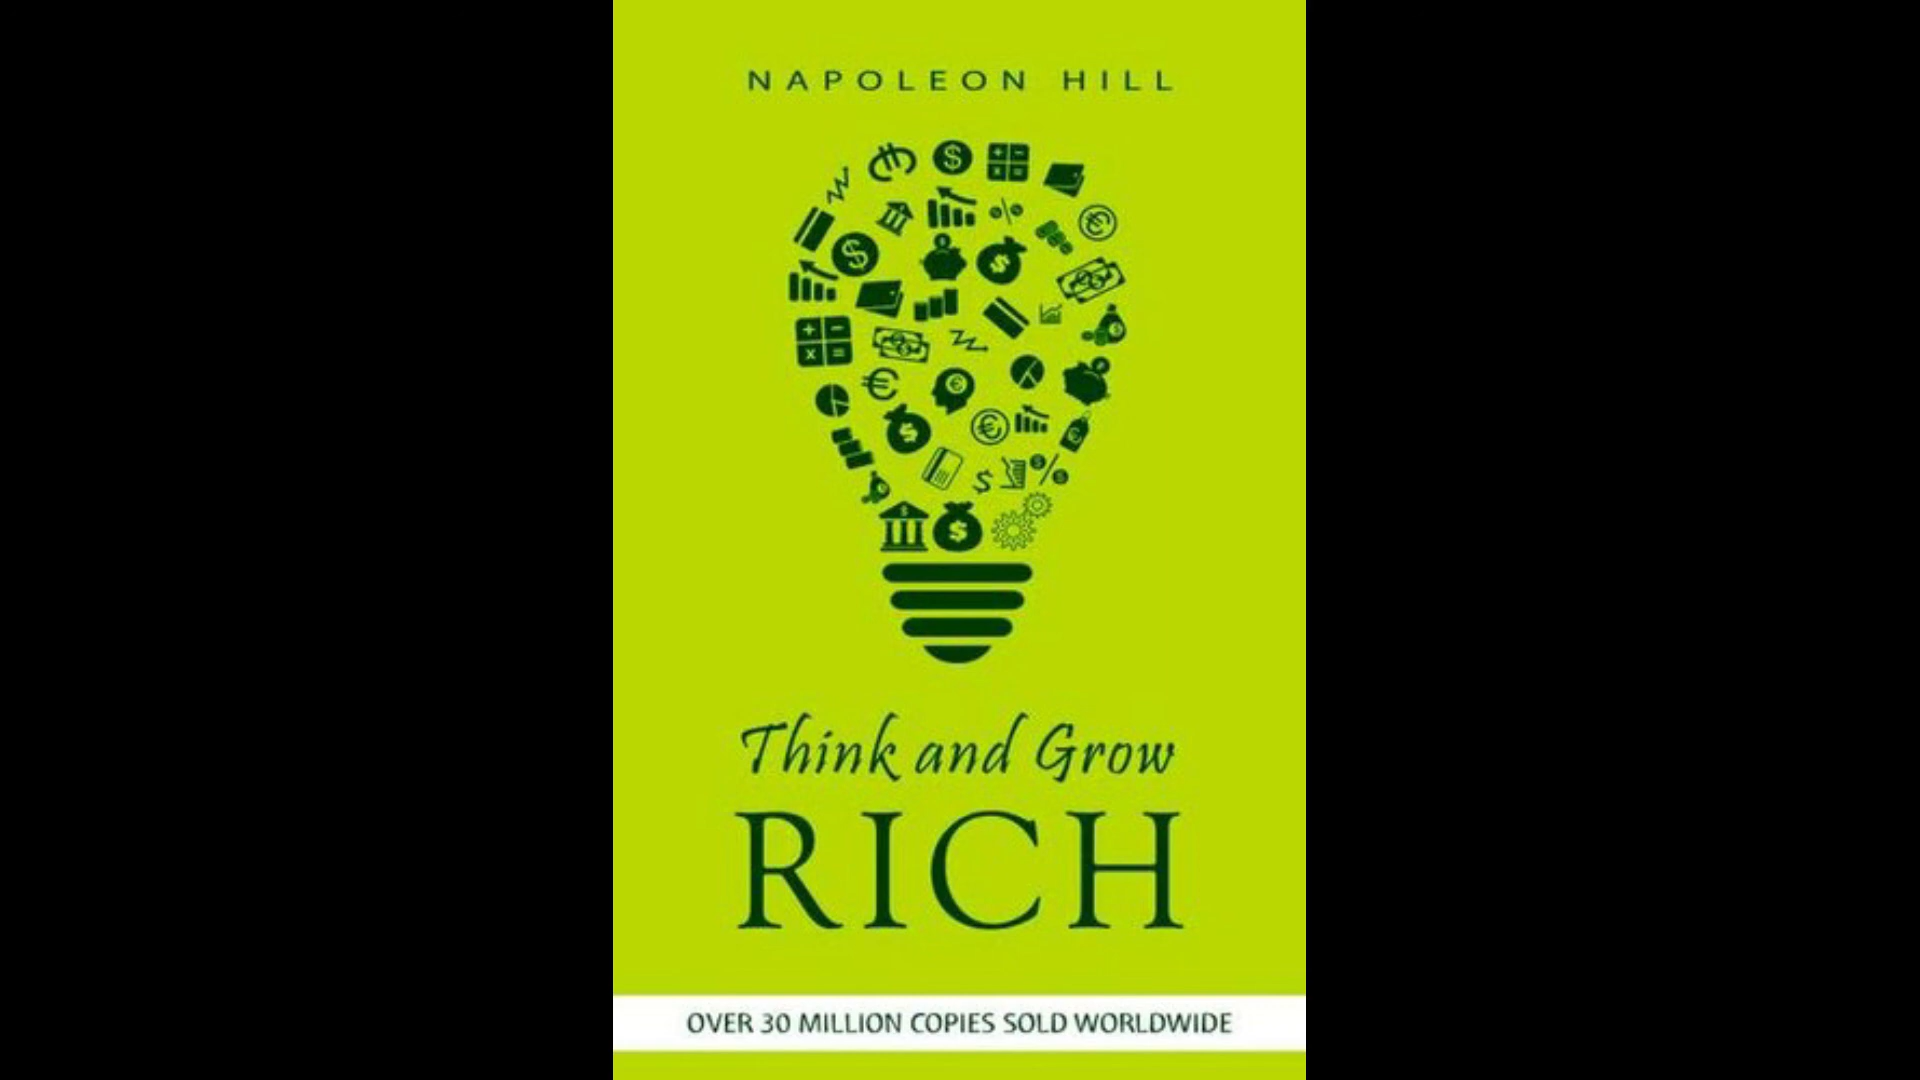 NAPOLEON HILL
Think and Grow
RICH
OVER 30 MILLION COPIES SOLD WORLDWIDE